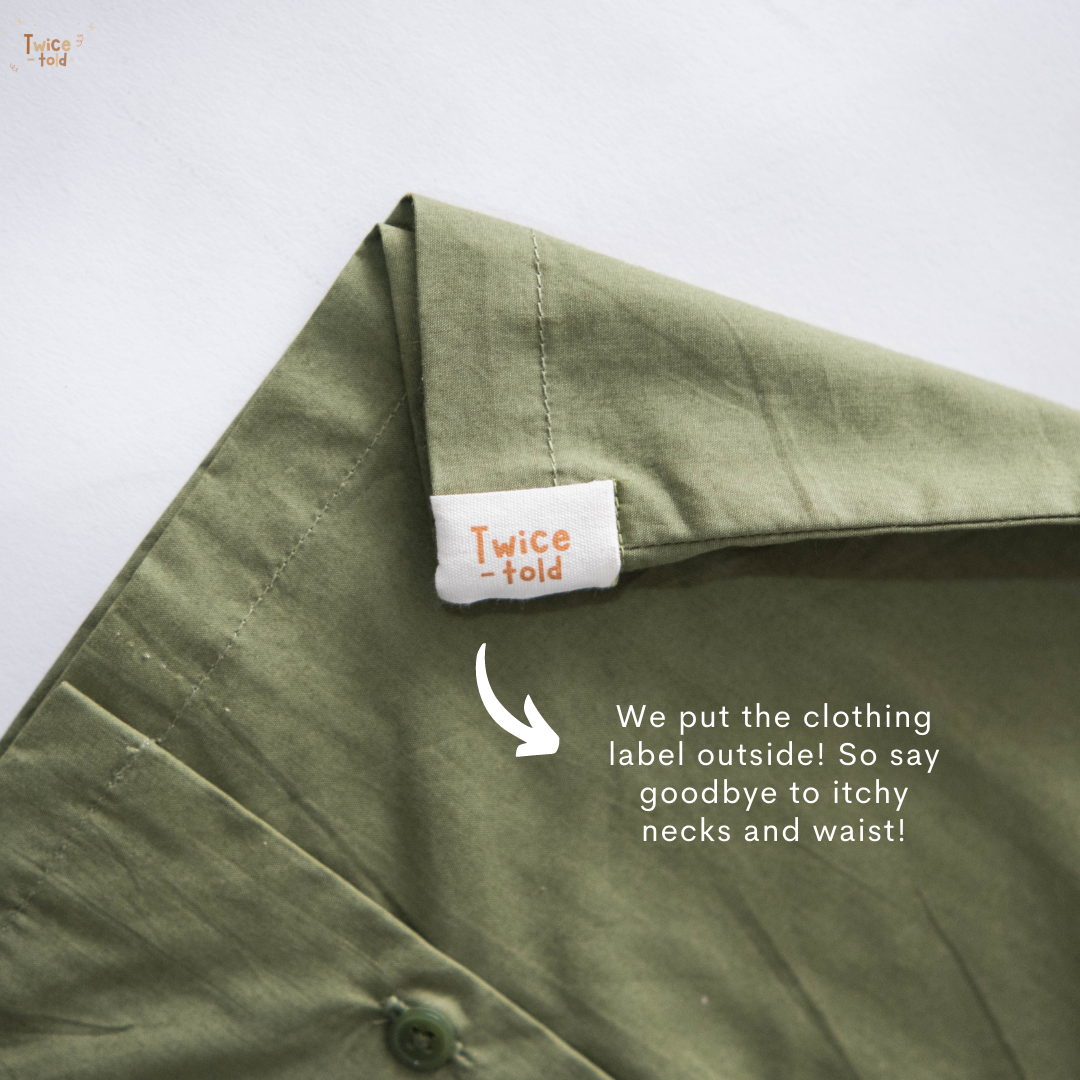 Twice
-told
Twice
-told
We put the clothing
label outside! So say
goodbye to itchy
necks and waist!